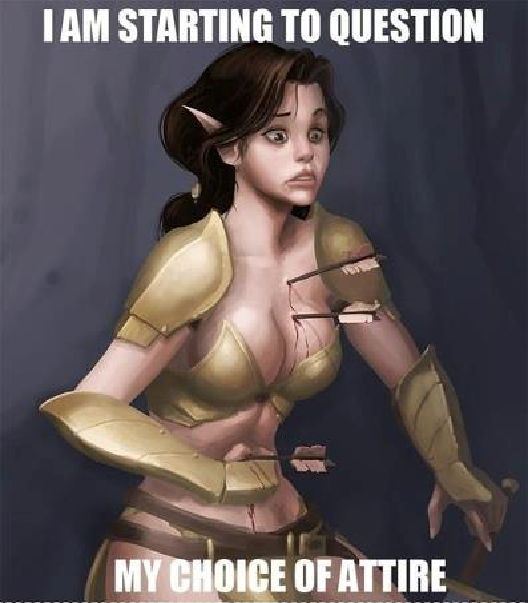 I AM STARTING TO QUESTION
MY CHOICE OF ATTIRE